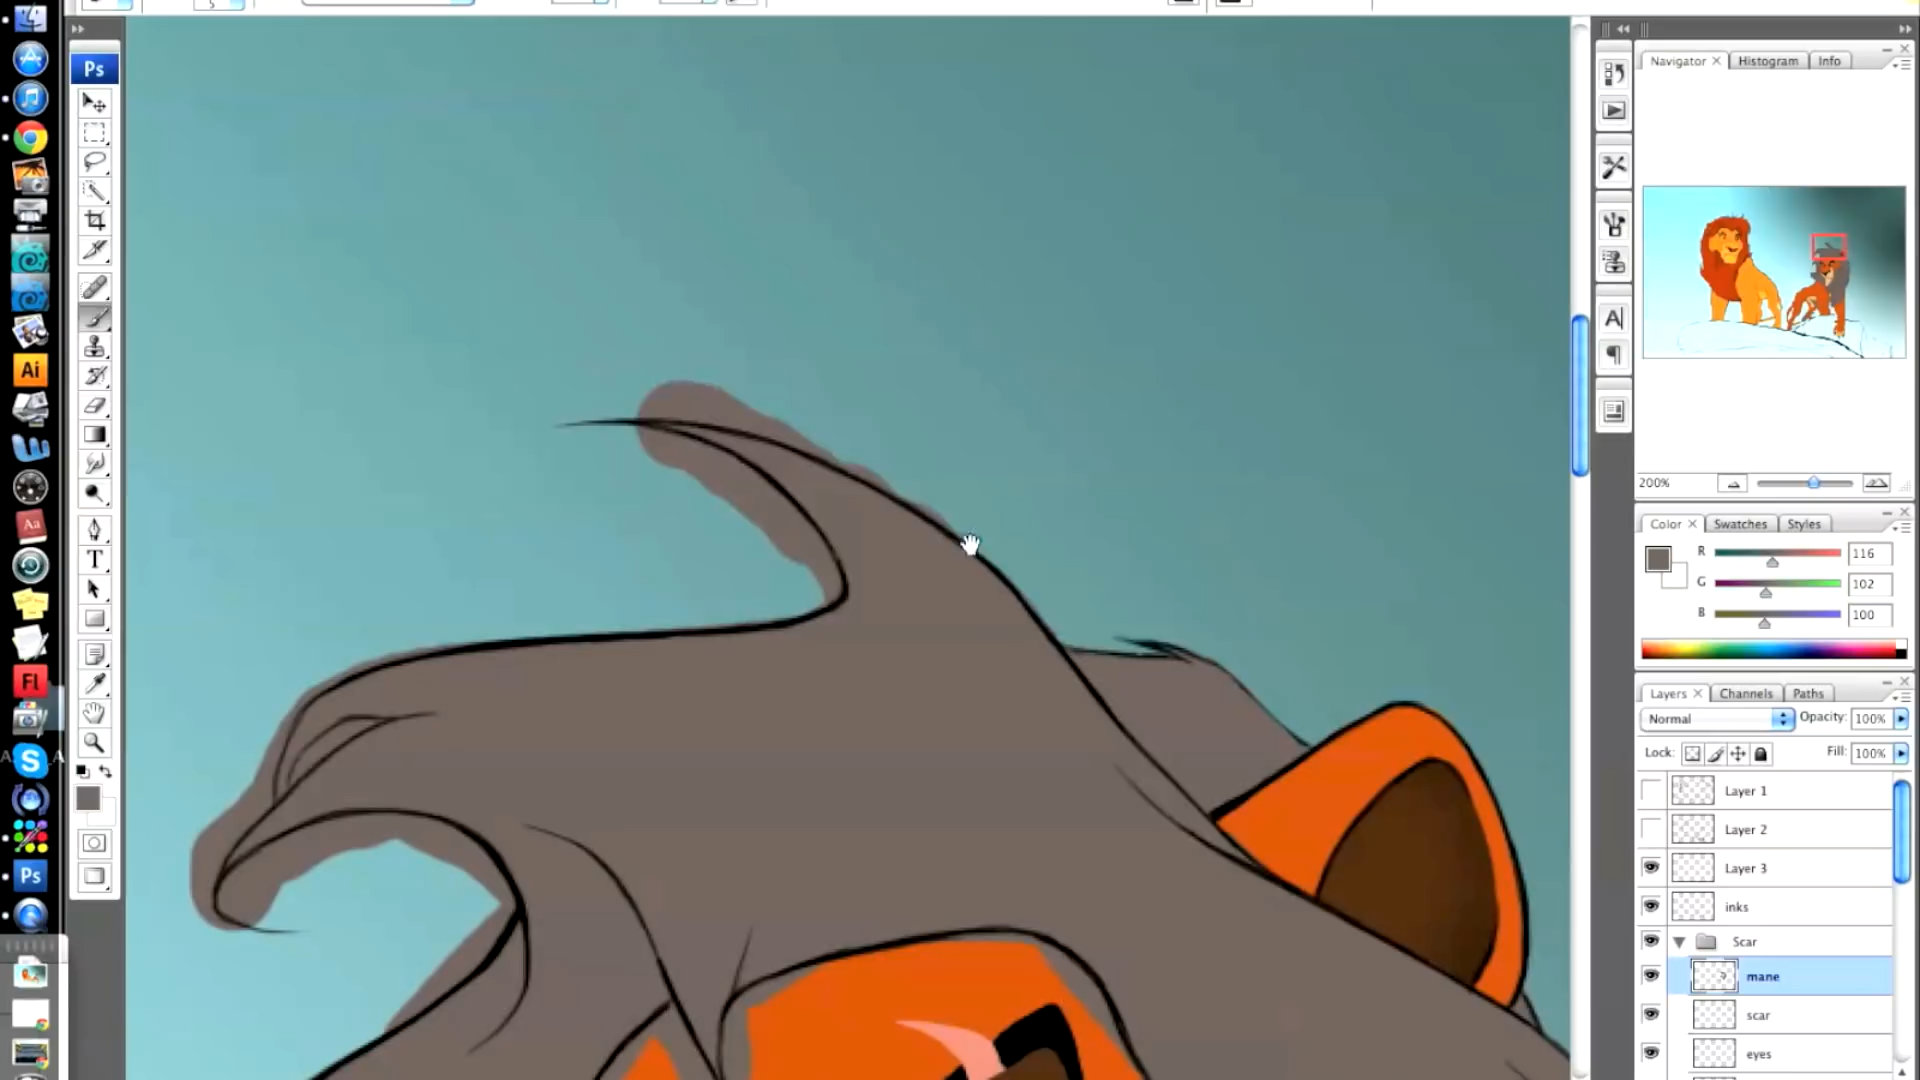 Ps
Navigator
Histogram
Info
200%
Color
Swatches
Styles
R
116
G
102
B
100
Layers
Channels
Paths
Normal
Opacity: 100%
Lock:
Fill: 100%
Layer 1
Layer 2
Layer 3
inks
Scar
mane
scar
eyes
T
A
Ai
Aa
Fl
S
A
Ps